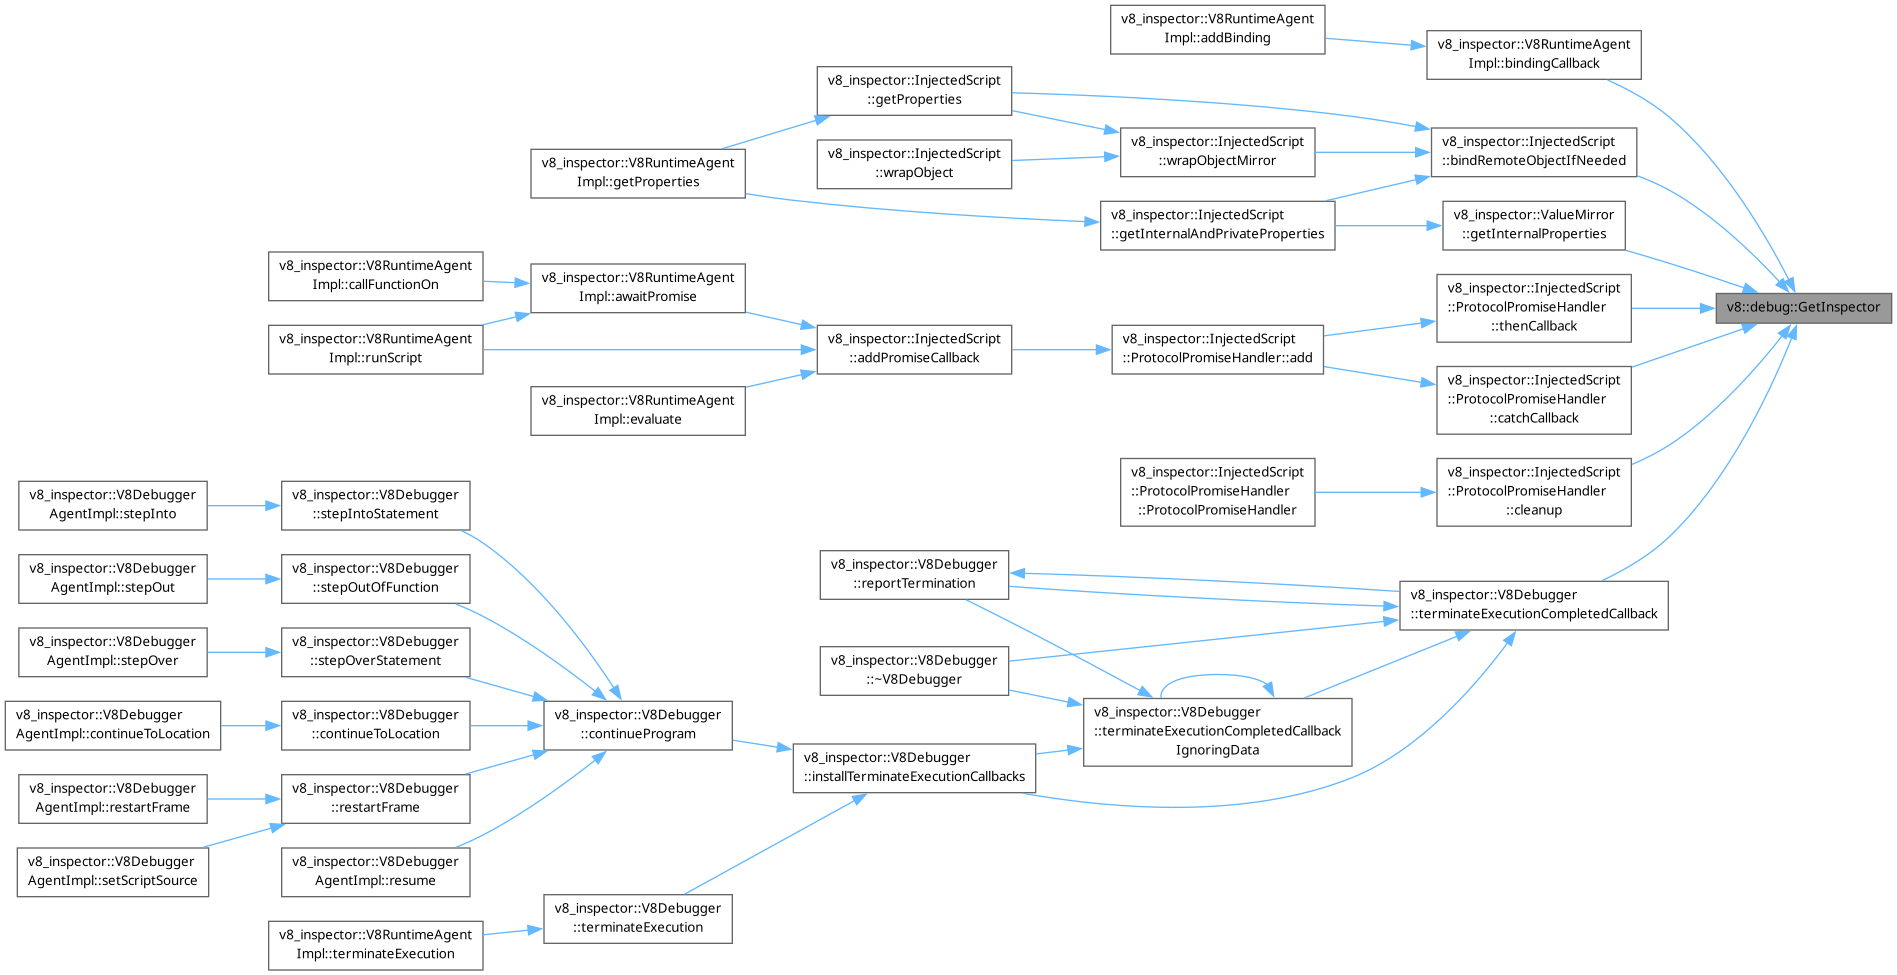 v8_inspector::V8RuntimeAgent
Impl::addBinding
v8_inspector::V8RuntimeAgent
Impl::bindingCallback
v8_inspector::InjectedScript
::getProperties
v8_inspector::InjectedScript
::wrapObjectMirror
v8_inspector::InjectedScript
::bindRemoteObjectIfNeeded
v8_inspector::V8RuntimeAgent
Impl::getProperties
v8_inspector::InjectedScript
::wrapObject
v8_inspector::InjectedScript
::getInternalAndPrivateProperties
v8_inspector::ValueMirror
::getInternalProperties
v8_inspector::V8RuntimeAgent
Impl::callFunctionOn
v8_inspector::V8RuntimeAgent
Impl::awaitPromise
v8_inspector::InjectedScript
::ProtocolPromiseHandler
::thenCallback
v8::debug::GetInspector
v8_inspector::V8RuntimeAgent
Impl::runScript
v8_inspector::InjectedScript
::addPromiseCallback
v8_inspector::InjectedScript
::ProtocolPromiseHandler::add
v8_inspector::V8RuntimeAgent
Impl::evaluate
v8_inspector::InjectedScript
::ProtocolPromiseHandler
::catchCallback
v8_inspector::InjectedScript
::ProtocolPromiseHandler
::ProtocolPromiseHandler
v8_inspector::InjectedScript
::ProtocolPromiseHandler
::cleanup
v8_inspector::V8Debugger
AgentImpl::stepInto
v8_inspector::V8Debugger
::stepIntoStatement
v8_inspector::V8Debugger
AgentImpl::stepOut
v8_inspector::V8Debugger
::stepOutOfFunction
v8_inspector::V8Debugger
::reportTermination
v8_inspector::V8Debugger
::terminateExecutionCompletedCallback
v8_inspector::V8Debugger
AgentImpl::stepOver
v8_inspector::V8Debugger
::stepOverStatement
v8_inspector::V8Debugger
::~V8Debugger
v8_inspector::V8Debugger
AgentImpl::continueToLocation
v8_inspector::V8Debugger
::continueToLocation
v8_inspector::V8Debugger
::continueProgram
v8_inspector::V8Debugger
::terminateExecutionCompletedCallback
IgnoringData
v8_inspector::V8Debugger
::installTerminateExecutionCallbacks
v8_inspector::V8Debugger
AgentImpl::restartFrame
v8_inspector::V8Debugger
::restartFrame
v8_inspector::V8Debugger
AgentImpl::setScriptSource
v8_inspector::V8Debugger
AgentImpl::resume
v8_inspector::V8Debugger
::terminateExecution
v8_inspector::V8RuntimeAgent
Impl::terminateExecution